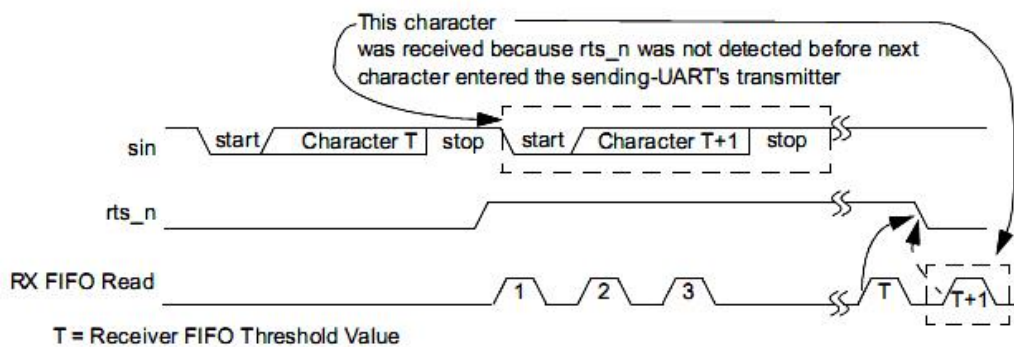 This character
was received because rts_n was not detected before next
character entered the sending-UART's transmitter
sin
start
Character T
stop
start
Character T+1
stop
rts_n
RX FIFO Read
1
2
3
T
T+1
T = Receiver FIFO Threshold Value